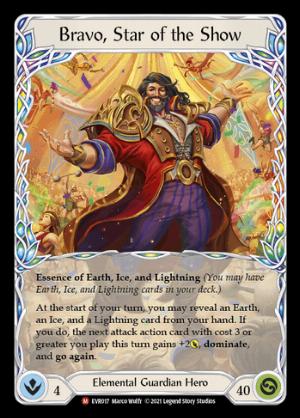 Bravo, Star of the Show
Essence of Earth, Ice, and Lightning (You may have
Earth, Ice, and Lightning cards in your deck.)
At the start of your turn, you may reveal an Earth,
an Ice, and a Lightning card from your hand. If
you do, the next attack action card with cost 3 or
greater you play this turn gains +2, dominate,
and go again.
4
Elemental Guardian Hero
40
M EVR017 Marco Wulfr © 2021 Legend Story Studios